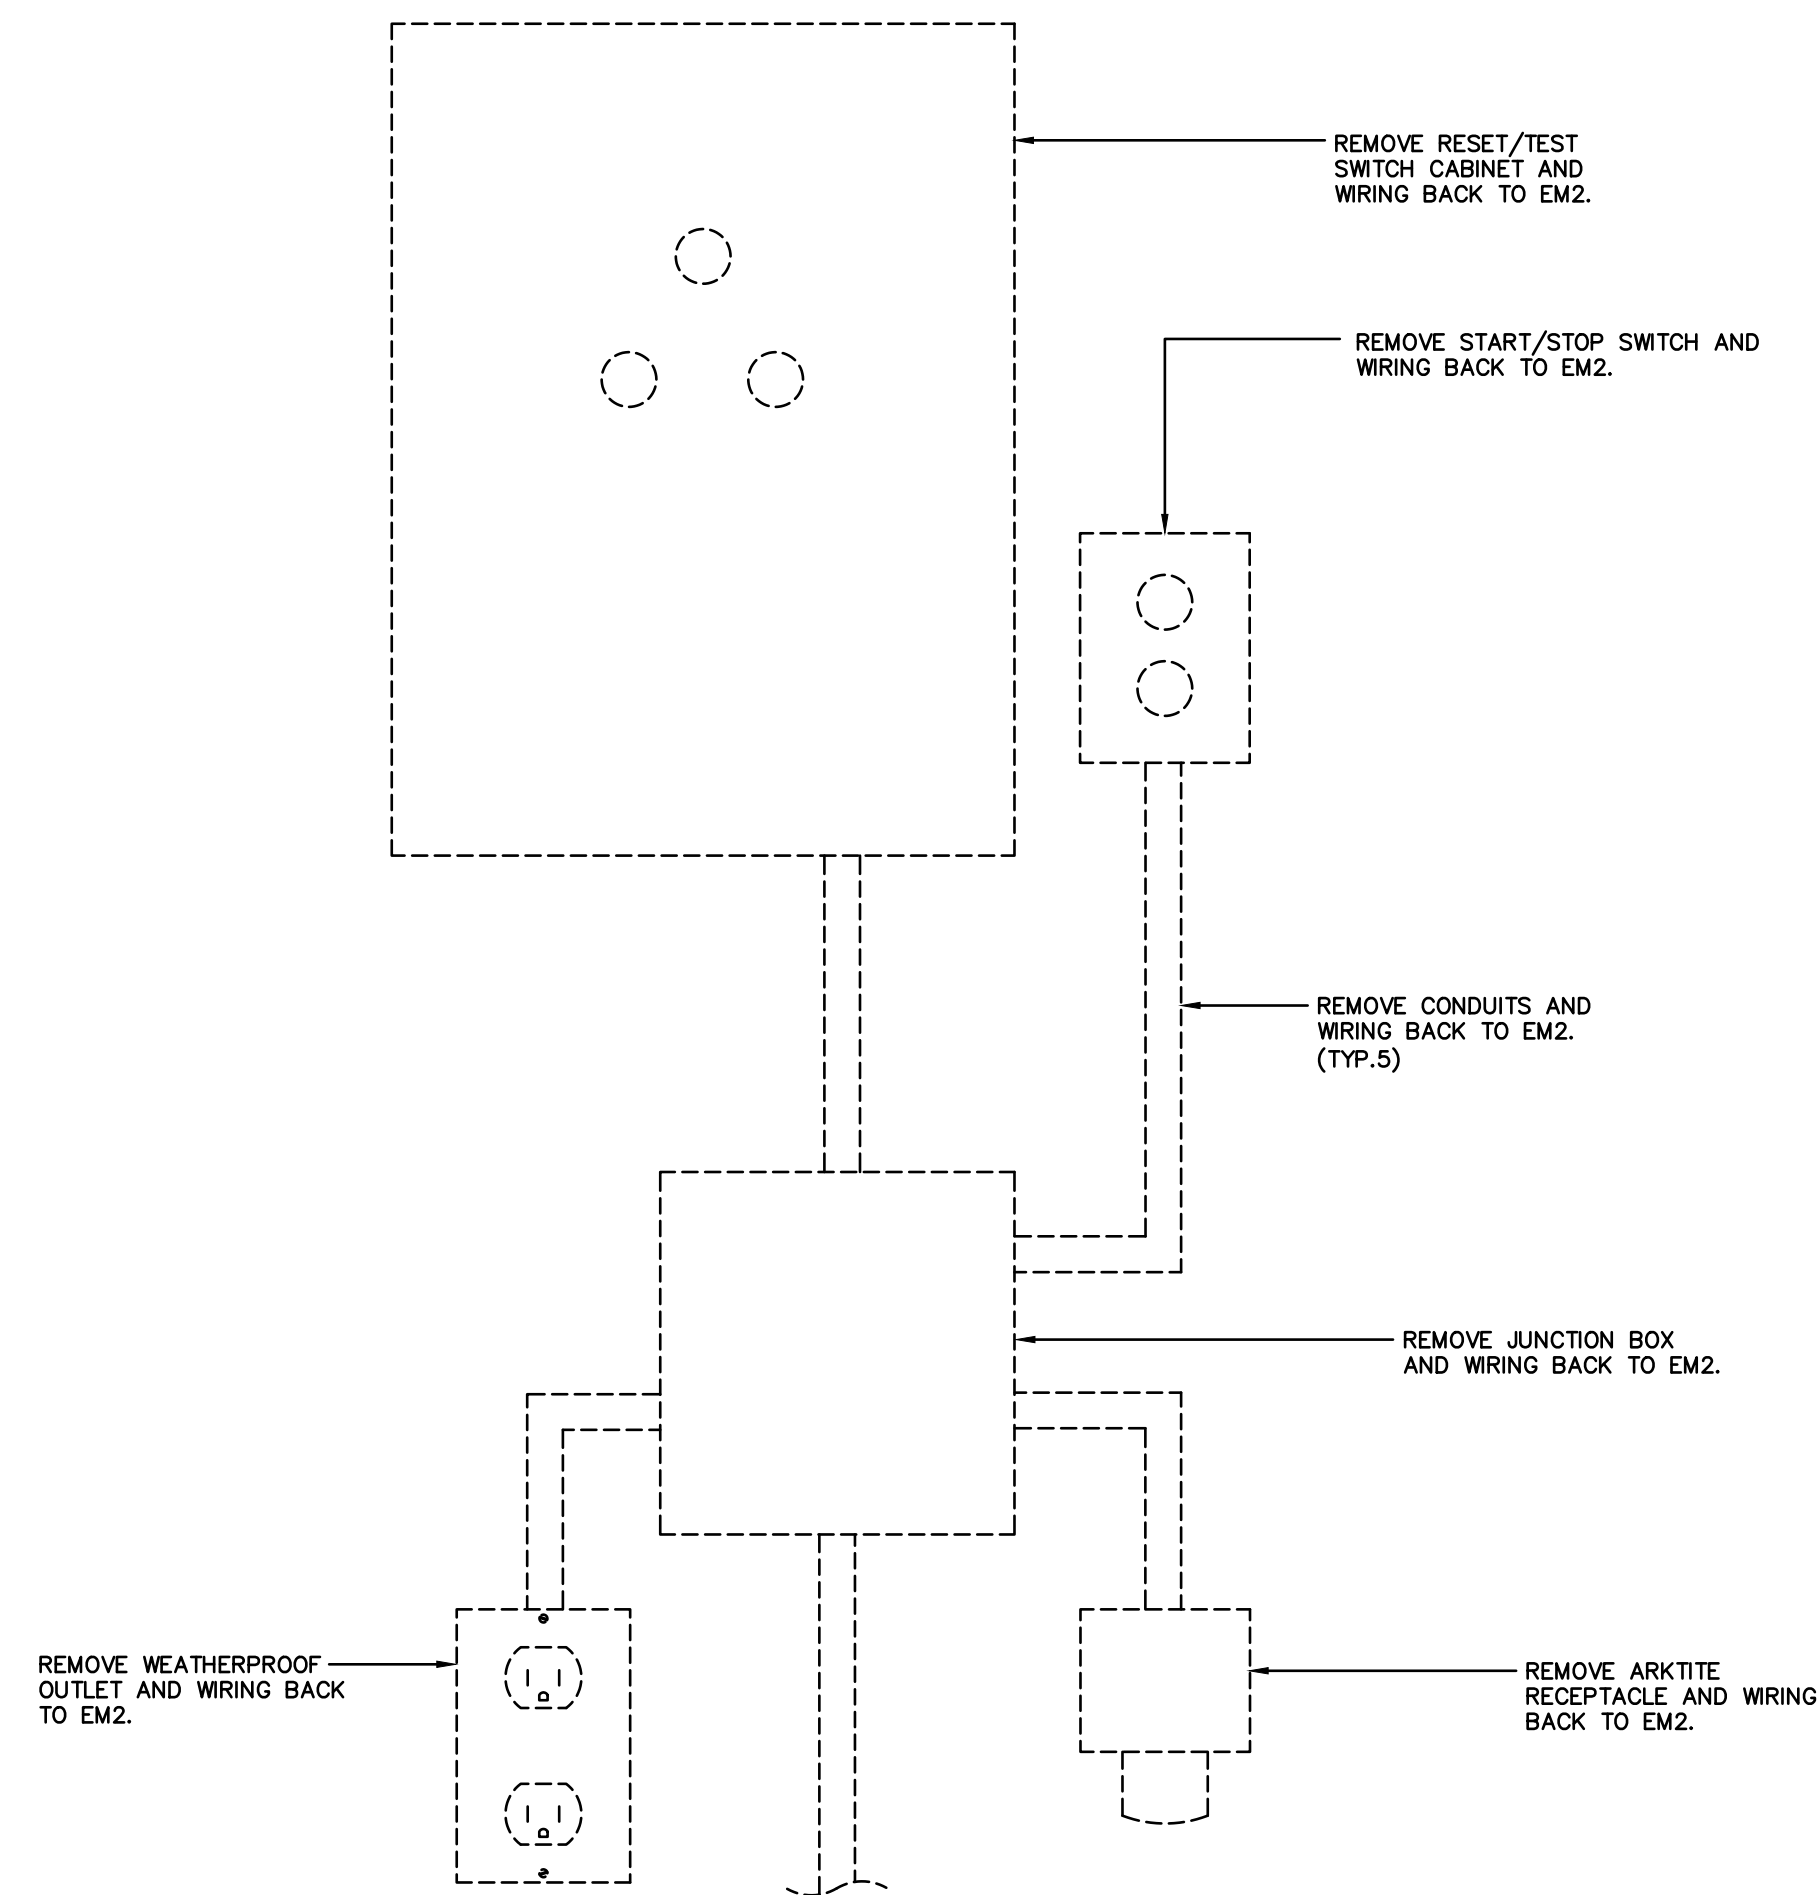 REMOVE RESET/TEST
SWITCH CABINET AND
WIRING BACK TO EM2.
REMOVE START/STOP SWITCH AND
WIRING BACK TO EM2.
REMOVE CONDUITS AND
WIRING BACK TO EM2.
(TYP.5)
REMOVE JUNCTION BOX
AND WIRING BACK TO EM2.
REMOVE WEATHERPROOF
OUTLET AND WIRING BACK
TO EM2.
REMOVE ARKTITE
RECEPTACLE AND WIRING
BACK TO EM2.